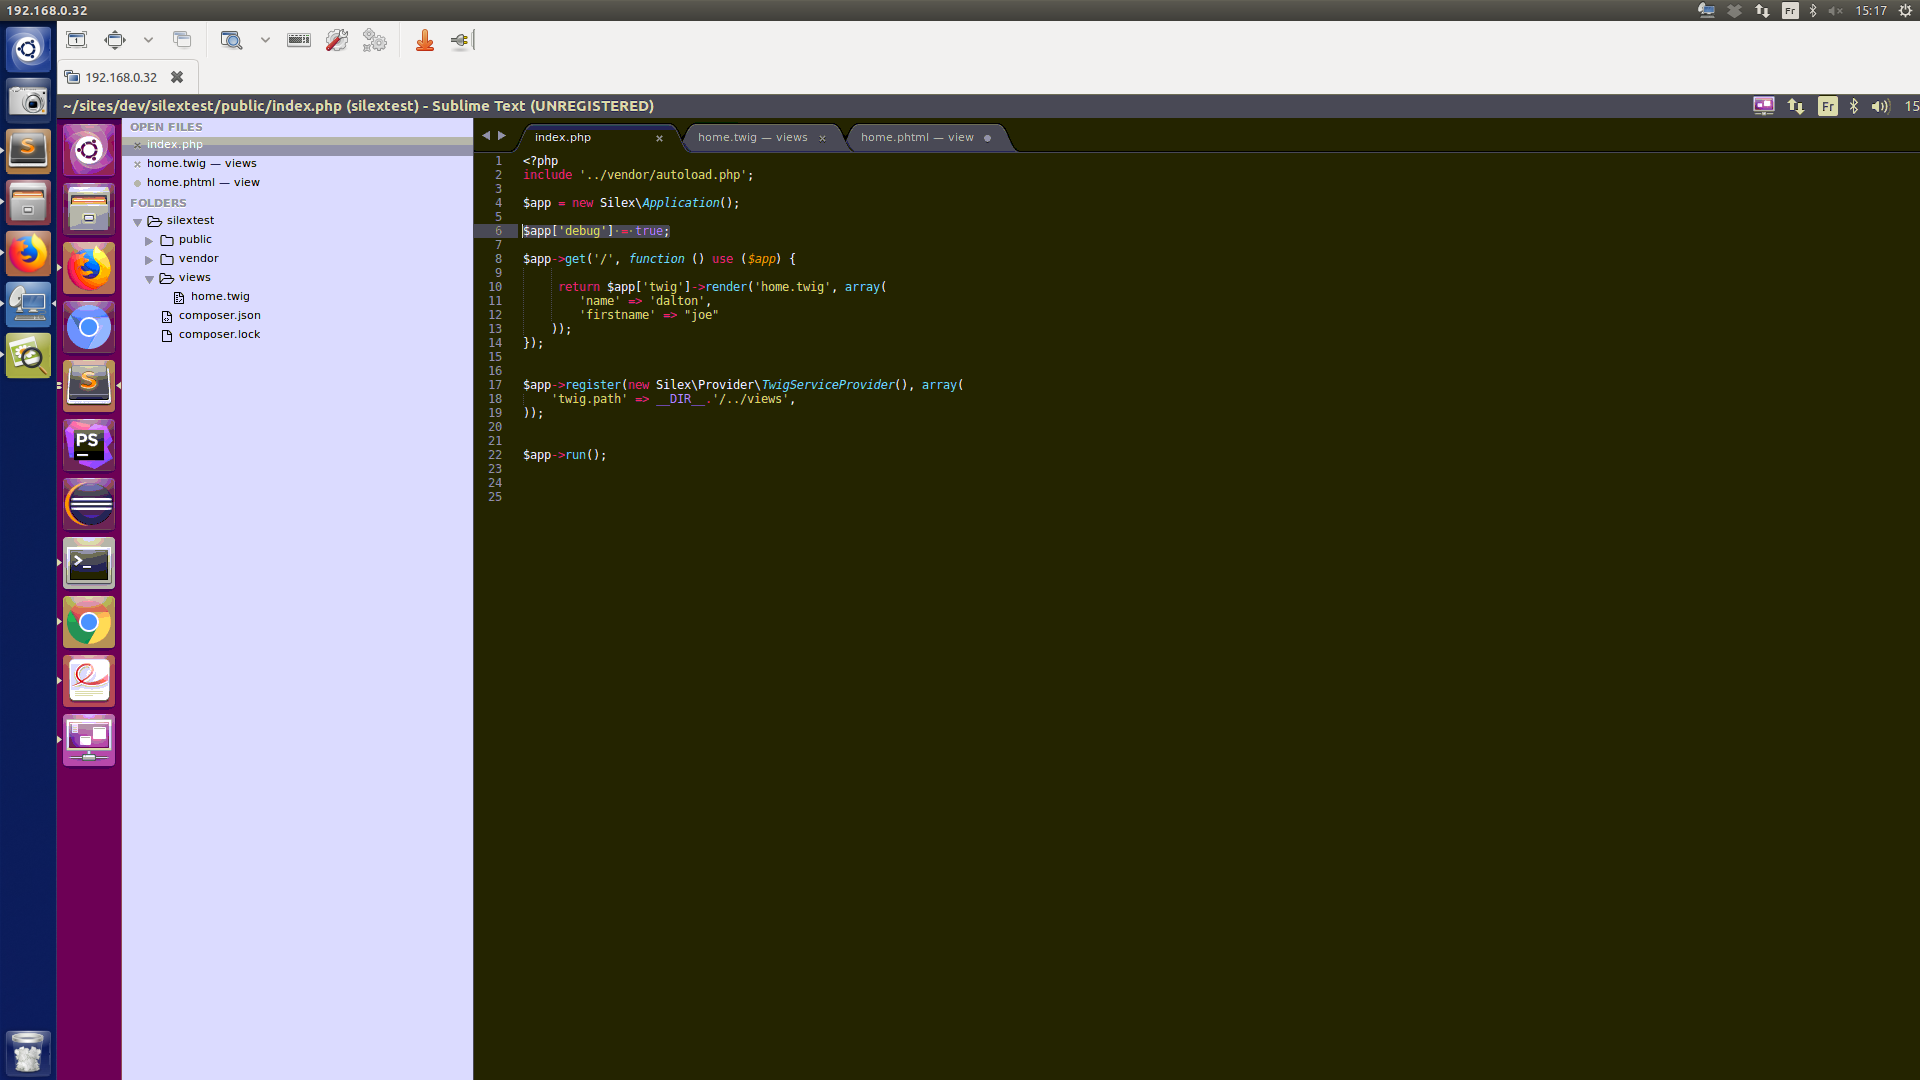 192.168.0.32
Fr
15:17
192.168.0.32
~/sites/dev/silextest/public/index.php (silextest) - Sublime Text (UNREGISTERED)
Fr
15
OPEN FILES
index.php
home.twig — views
home.phtml — view
FOLDERS
silextest
public
vendor
views
home.twig
composer.json
composer.lock
PS
index.php
home.twig — views
home.phtml — view
1 <?php
2 include '../vendor/autoload.php';
3
4 $app = new Silex\Application();
5
6 $app['debug'] = true;
7
8 $app->get('/', function () use ($app) {
9
10 return $app['twig']->render('home.twig', array(
11 'name' => 'dalton',
12 'firstname' => "joe"
13 ));
14 });
15
16
17 $app->register(new Silex\Provider\TwigServiceProvider(), array(
18 'twig.path' => __DIR__.'/../views',
19 ));
20
21
22 $app->run();
23
24
25